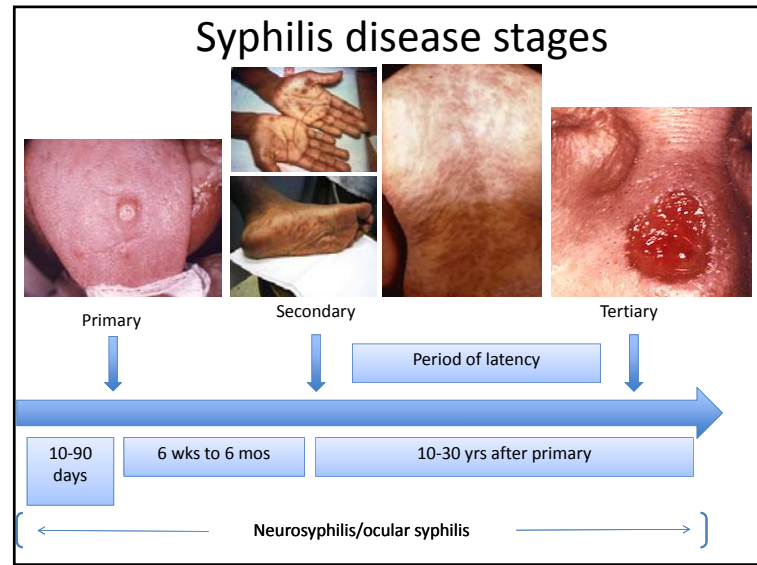 Syphilis disease stages
Primary
Secondary
Tertiary
Period of latency
10-90
days
6 wks to 6 mos
10-30 yrs after primary
Neurosyphilis/ocular syphilis